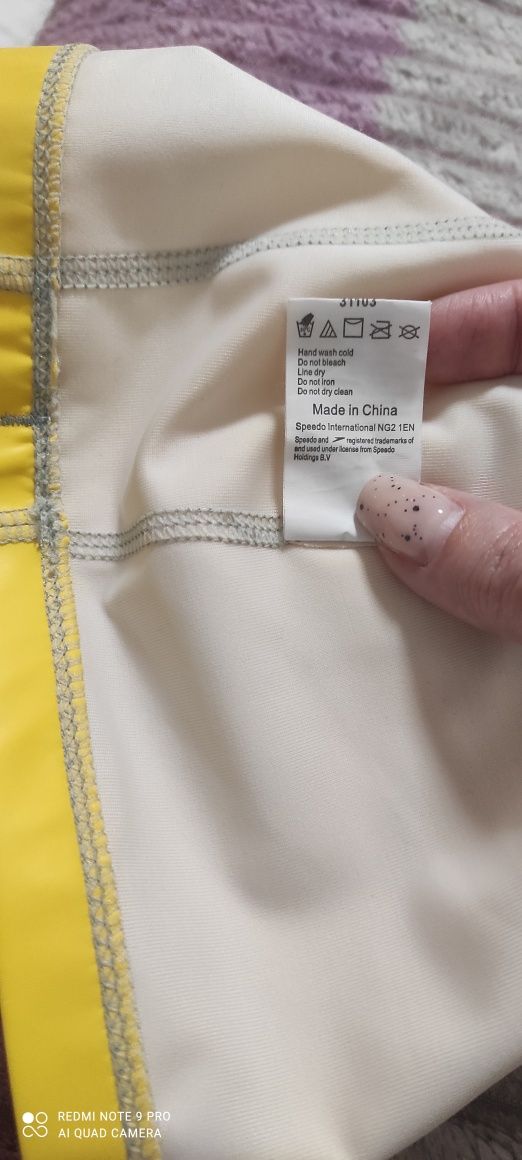 31103
Hand wash cold
Do not bleach
Line dry
Do not iron
Do not dry clean
Made in China
Speedo International NG2 1EN
Speedo and registered trademarks of
and used under license from Speedo
Holdings B.V
REDMI NOTE 9 PRO
AI QUAD CAMERA